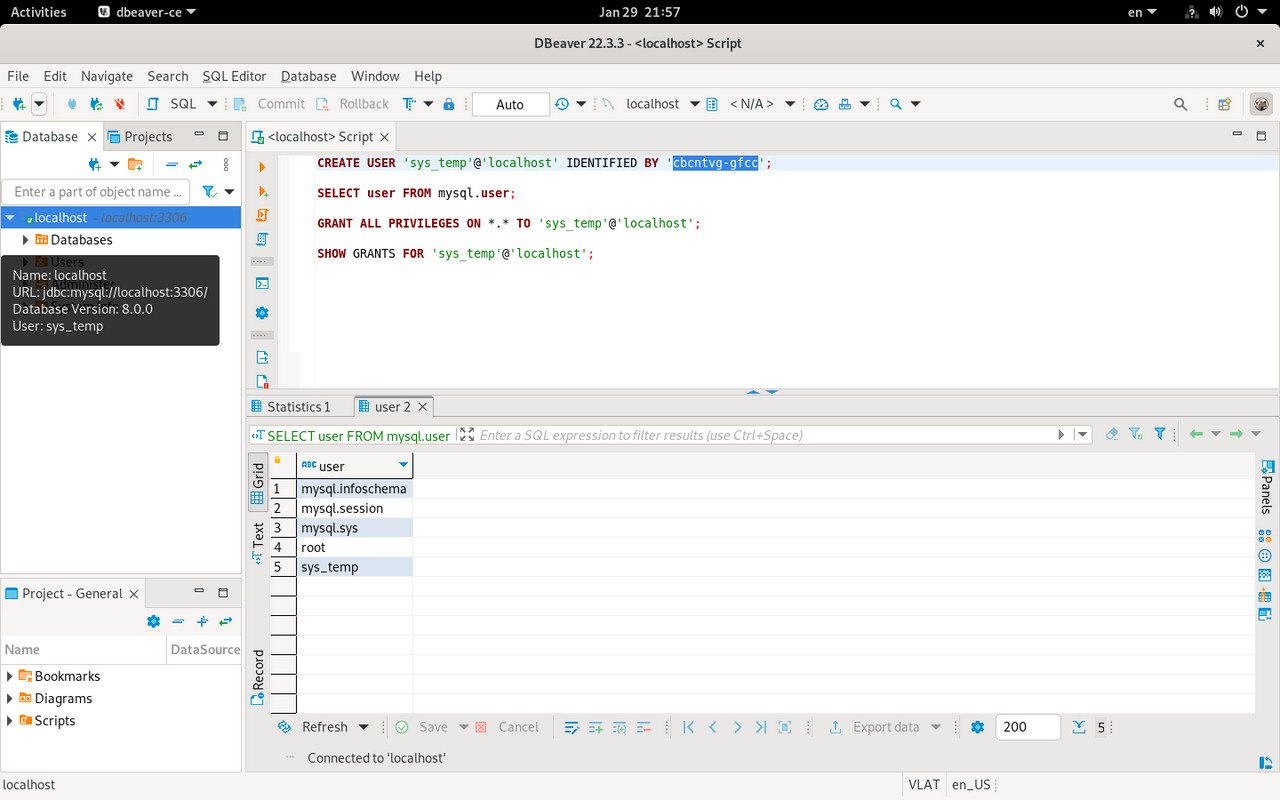 Activities dbeaver-ce Jan 29 21:57 en
DBeaver 22.3.3 - <localhost> Script
File Edit Navigate Search SQL Editor Database Window Help
SQL Commit Rollback Auto localhost < N/A >
Database Projects
<localhost> Script
Enter a part of object name ...
localhost - localhost:3306
Databases
Users
Name: localhost
URL: jdbc:mysql://localhost:3306/
Database Version: 8.0.0
User: sys_temp
CREATE USER 'sys_temp'@'localhost' IDENTIFIED BY 'cbcntvg-gfcc';
SELECT user FROM mysql.user;
GRANT ALL PRIVILEGES ON *.* TO 'sys_temp'@'localhost';
SHOW GRANTS FOR 'sys_temp'@'localhost';
Statistics 1 user 2
SELECT user FROM mysql.user Enter a SQL expression to filter results (use Ctrl+Space)
Grid
Text
Record
ABC user
1 mysql.infoschema
2 mysql.session
3 mysql.sys
4 root
5 sys_temp
Panels
Project - General
Name DataSource
Bookmarks
Diagrams
Scripts
Refresh Save Cancel Export data 200 5
Connected to 'localhost'
localhost VLAT en_US